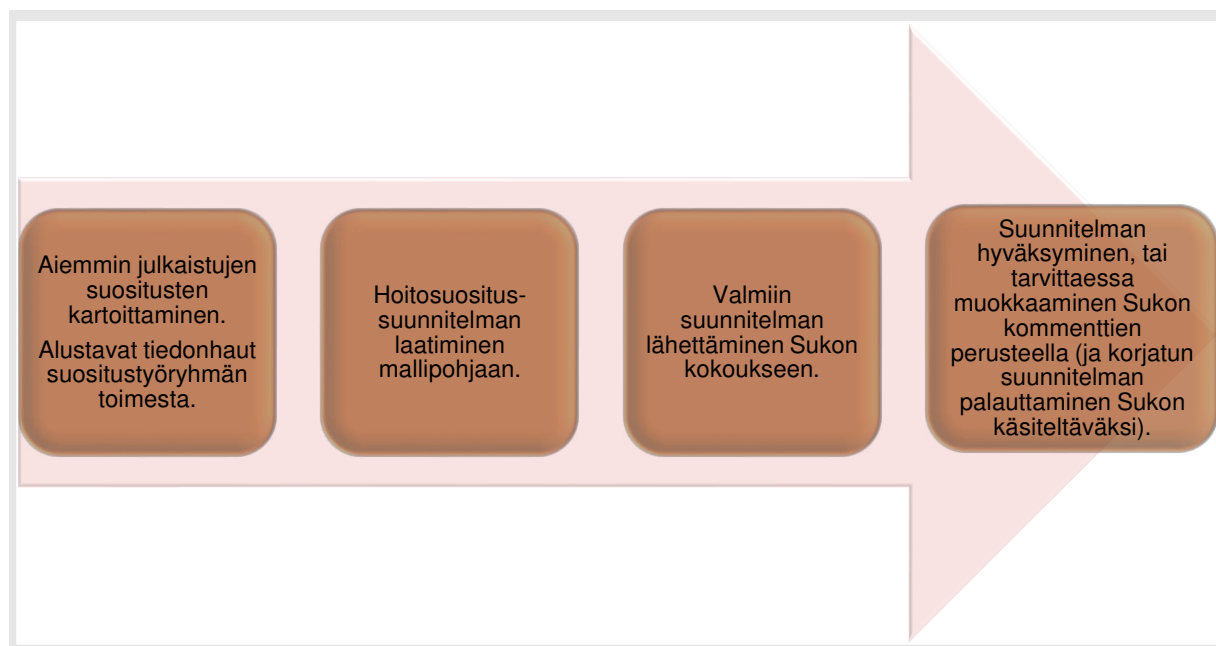 Aiemmin julkaistujen
suositusten
kartoittaminen.
Alustavat tiedonhaut
suositustyöryhmän
toimesta.
Hoitosuositus-
suunnitelman
laatiminen
mallipohjaan.
Valmiin
suunnitelman
lähettäminen Sukon
kokoukseen.
Suunnitelman
hyväksyminen, tai
tarvittaessa
muokkaaminen Sukon
kommenttien
perusteella (ja korjatun
suunnitelman
palauttaminen Sukon
käsiteltäväksi).